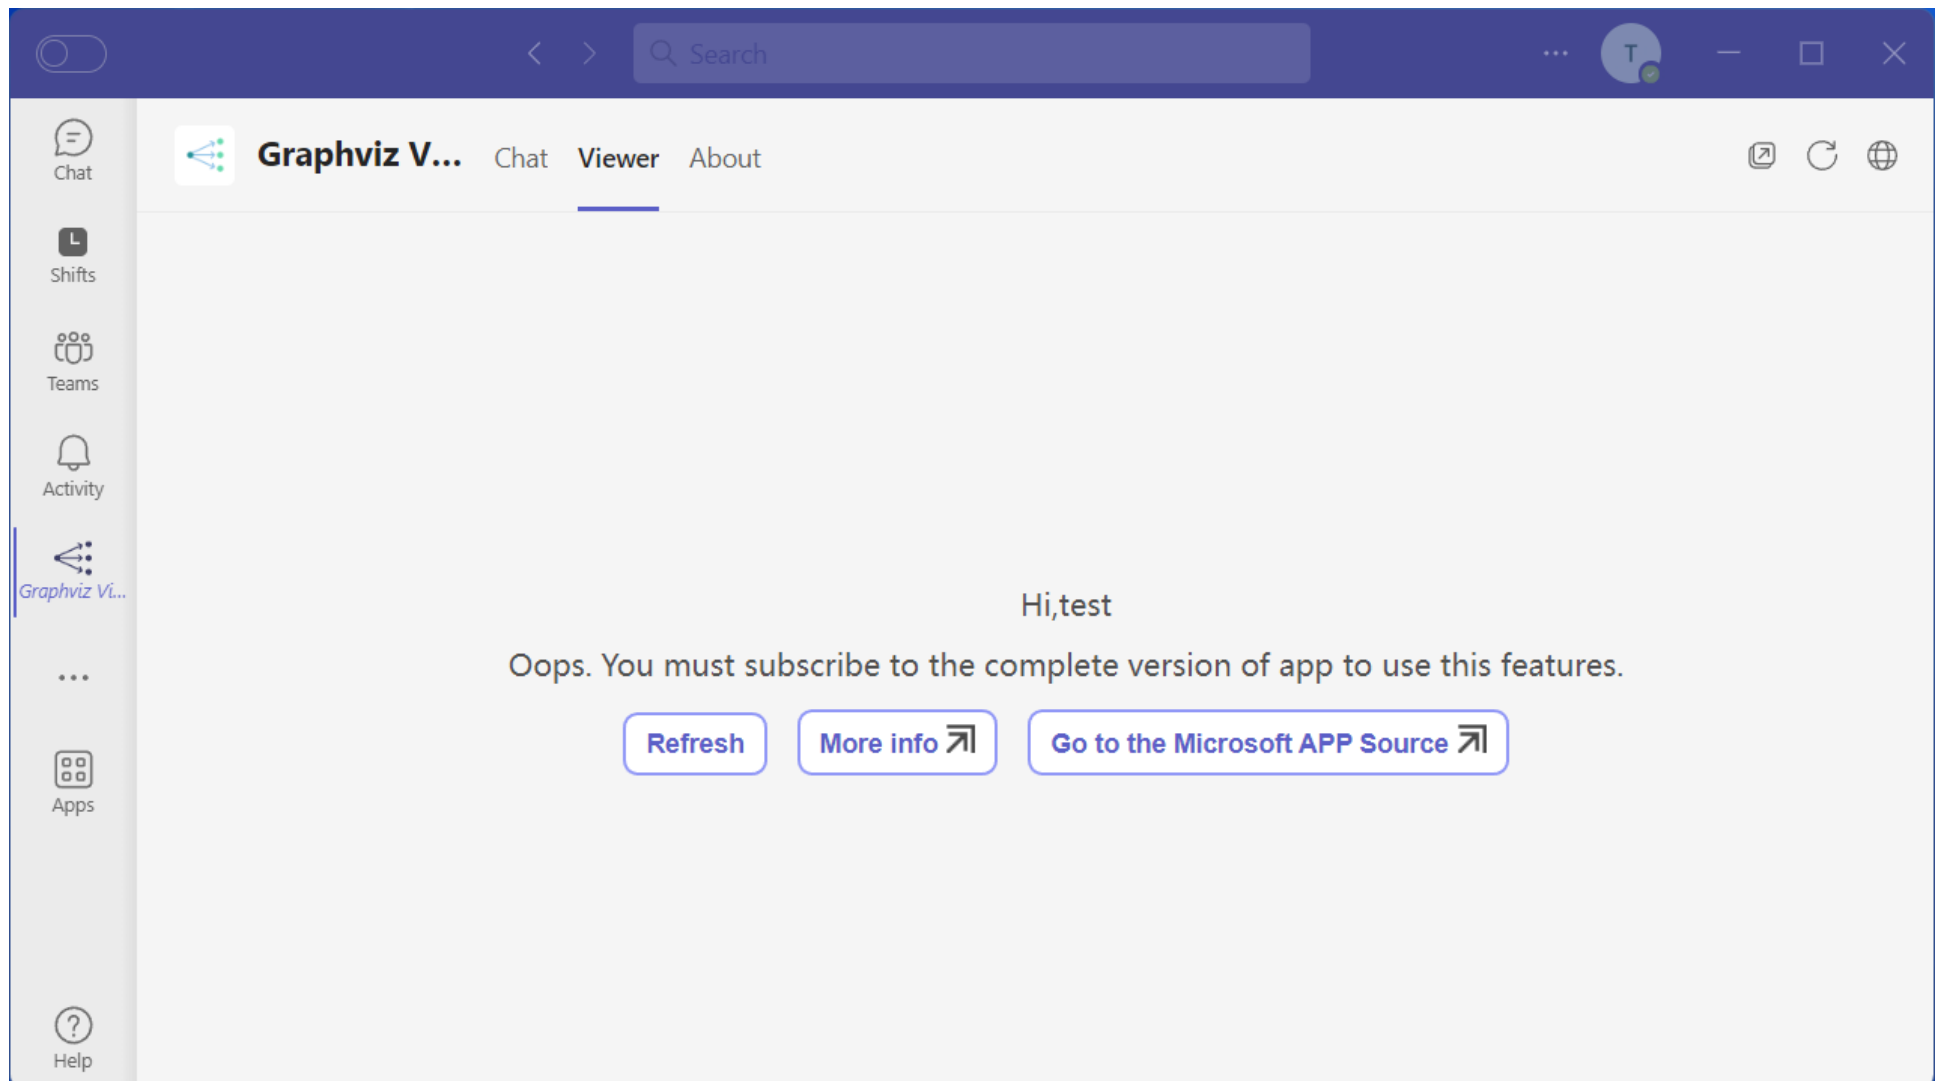 Search
T
Chat
Shifts
Teams
Activity
Graphviz Vi...
Apps
Help
Graphviz V... Chat Viewer About
Hi,test
Oops. You must subscribe to the complete version of app to use this features.
Refresh More info Go to the Microsoft APP Source